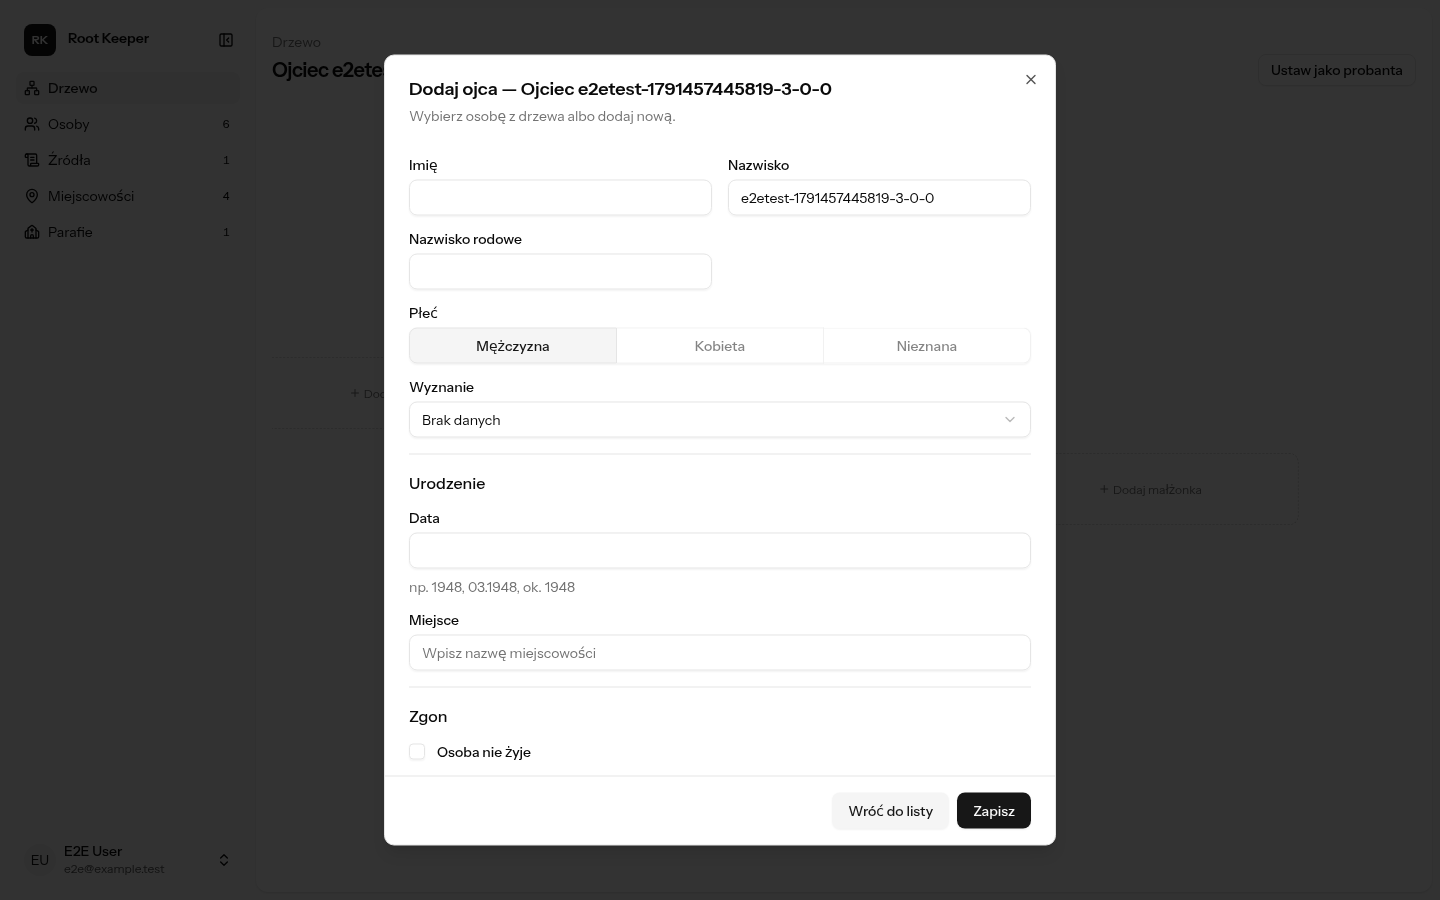 RK
Root Keeper
Drzewo
Osoby 6
Źródła 1
Miejscowości 4
Parafie 1
Drzewo
Ojciec e2ete
Ustaw jako probanta
+ Dod
+ Dodaj małżonka
Dodaj ojca — Ojciec e2etest-1791457445819-3-0-0
Wybierz osobę z drzewa albo dodaj nową.
Imię
Nazwisko
e2etest-1791457445819-3-0-0
Nazwisko rodowe
Płeć
Mężczyzna
Kobieta
Nieznana
Wyznanie
Brak danych
Urodzenie
Data
np. 1948, 03.1948, ok. 1948
Miejsce
Wpisz nazwę miejscowości
Zgon
Osoba nie żyje
Wróć do listy
Zapisz
EU
E2E User
e2e@example.test